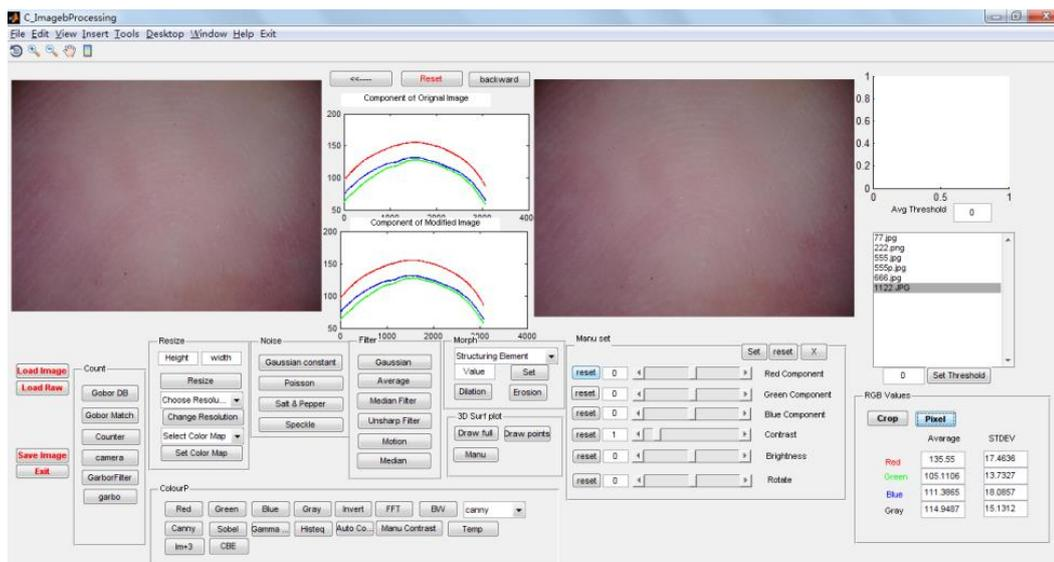 C_ImagebProcessing
File Edit View Insert Tools Desktop Window Help Exit
<<---- Reset backward
Component of Orignal Image
200
150
100
50
0 1000 2000 3000 400
Component of Modified Image
200
150
100
50
0 1000 2000 3000 4000
1
0.8
0.6
0.4
0.2
0
0 0.5 1
Avg Threshold 0
77.jpg
222.png
555.jpg
555p.jpg
666.jpg
1122.JPG
0 Set Threshold
Load Image
Load Raw
Save Image
Exit
Count
Gobor DB
Gobor Match
Counter
camera
GarborFilter
garbo
Resize
Height width
Resize
Choose Resolu...
Change Resolution
Select Color Map
Set Color Map
Noise
Gaussian constant
Poisson
Salt & Pepper
Speckle
Filter
Gaussian
Average
Median Filter
Unsharp Filter
Motion
Median
Morph
Structuring Element
Value Set
Dilation Erosion
3D Surf plot
Draw full Draw points
Manu
Manu set
Set reset X
reset 0 Red Component
reset 0 Green Component
reset 0 Blue Component
reset 1 Contrast
reset 0 Brightness
reset 0 Rotate
RGB Values
Crop Pixel
Avarage STDEV
Red 135.55 17.4636
Green 105.1106 13.7327
Blue 111.3865 18.0857
Gray 114.9487 15.1312
ColourP
Red Green Blue Gray Invert FFT BW canny
Canny Sobel Gamma ... Histeq Auto Co... Manu Contrast Temp
Im+3 CBE